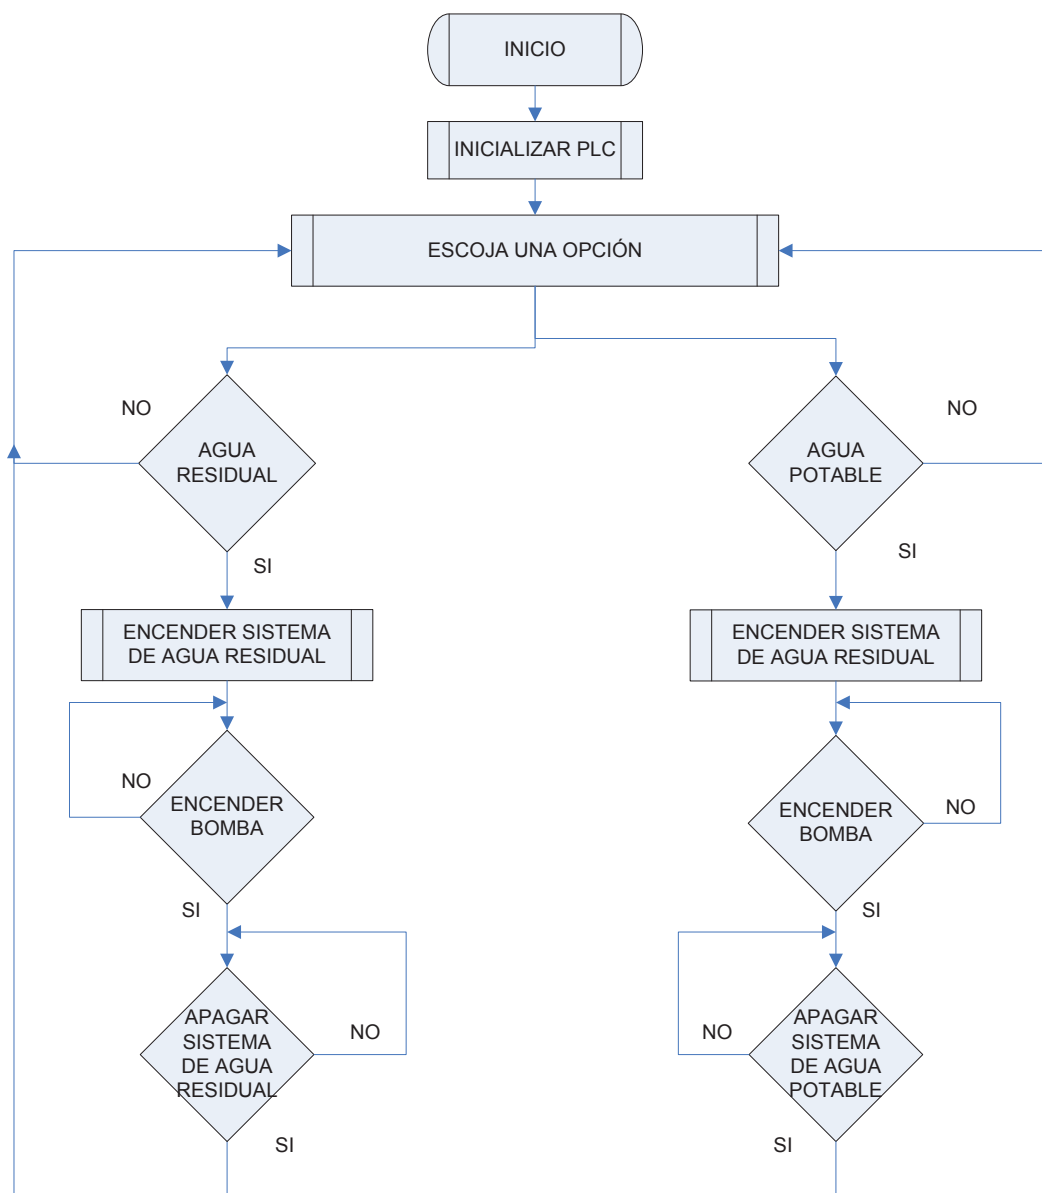 INICIO
INICIALIZAR PLC
ESCOJA UNA OPCIÓN
NO
AGUA
RESIDUAL
SI
ENCENDER SISTEMA
DE AGUA RESIDUAL
NO
ENCENDER
BOMBA
SI
APAGAR
SISTEMA
DE AGUA
RESIDUAL
NO
SI
NO
AGUA
POTABLE
SI
ENCENDER SISTEMA
DE AGUA RESIDUAL
ENCENDER
BOMBA
NO
SI
NO
APAGAR
SISTEMA
DE AGUA
POTABLE
SI